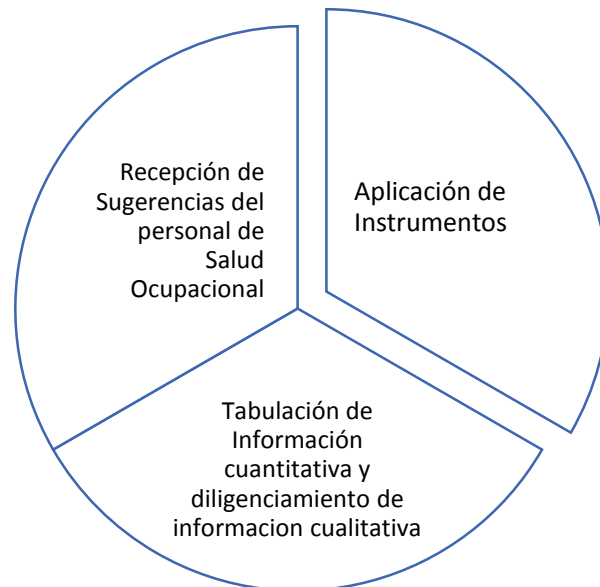 Recepción de
Sugerencias del
personal de
Salud
Ocupacional
Aplicación de
Instrumentos
Tabulación de
Información
cuantitativa y
diligenciamiento de
informacion cualitativa